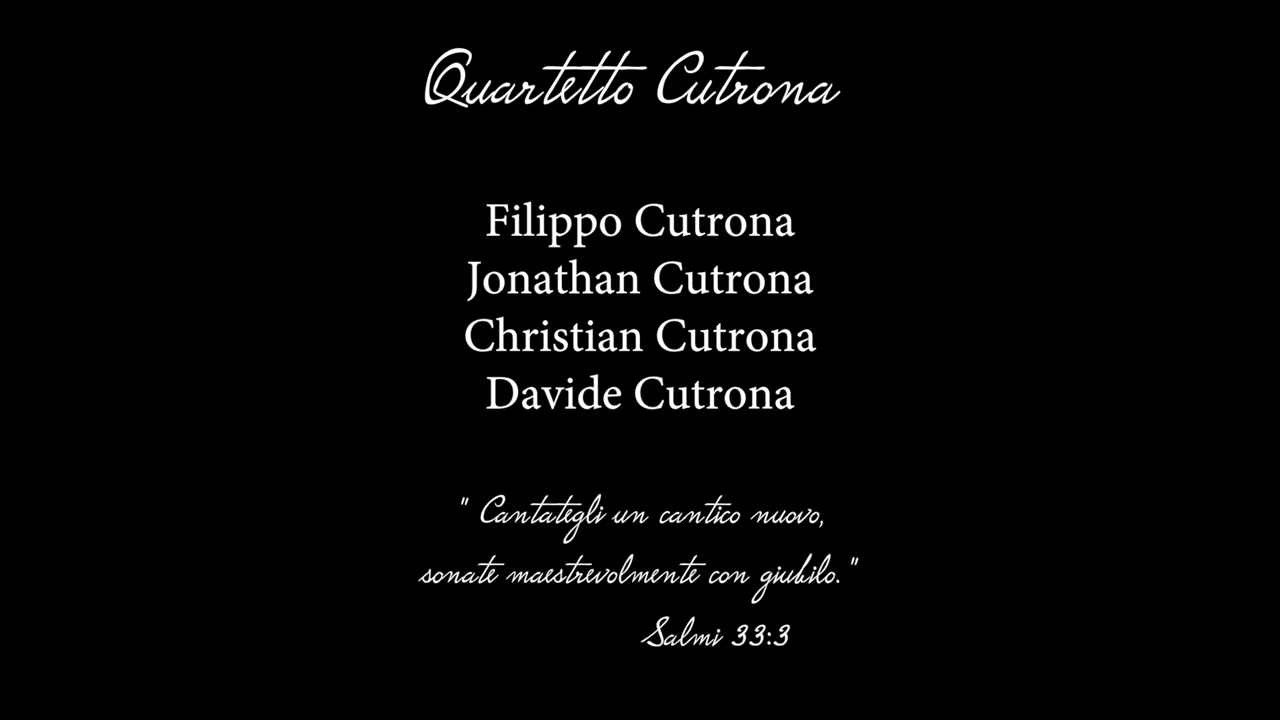 Quartetto Cutrona
Filippo Cutrona
Jonathan Cutrona
Christian Cutrona
Davide Cutrona
" Cantategli un cantico nuovo,
sonate maestrevolmente con giubilo."
Salmi 33:3